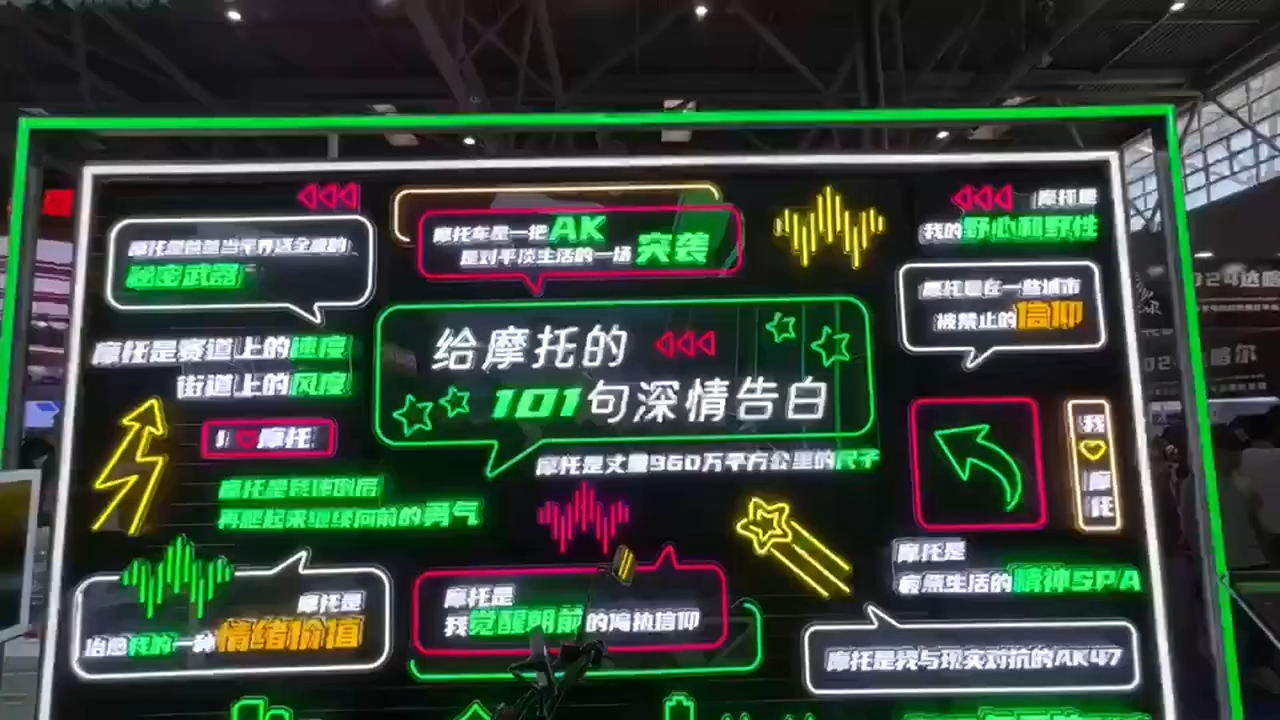 摩托是爸爸当年养活全家的
秘密武器
摩托车是一把AK
是对平淡生活的一场 突袭
摩托是
我的野心和野性
摩托是在一些城市
被禁止的信仰
摩托是赛道上的速度
街道上的风度
给摩托的
101句深情告白
摩托
摩托是丈量960万平方公里的尺子
我
摩
托
摩托是我摔倒后
再爬起来继续向前的勇气
摩托是
疲惫生活的精神SPA
摩托是
治愈我的一种情绪价值
摩托是
我觉醒朝前的偏执信仰
摩托是我与现实对抗的AK47